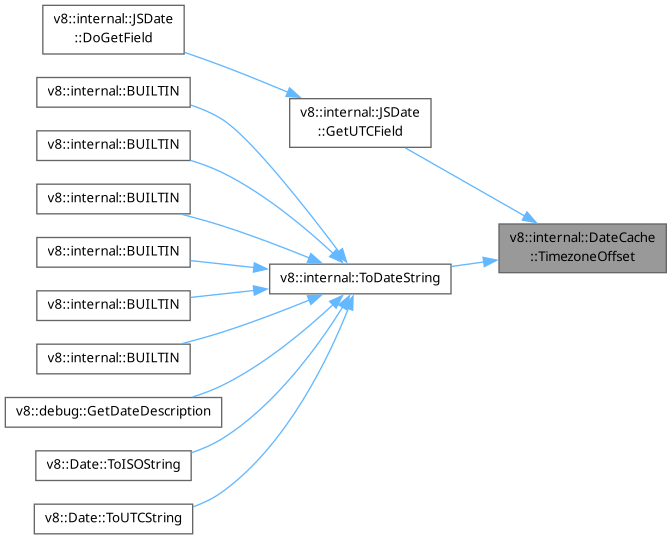 v8::internal::JSDate
::DoGetField
v8::internal::BUILTIN
v8::internal::BUILTIN
v8::internal::BUILTIN
v8::internal::BUILTIN
v8::internal::BUILTIN
v8::internal::BUILTIN
v8::debug::GetDateDescription
v8::Date::ToISOString
v8::Date::ToUTCString
v8::internal::JSDate
::GetUTCField
v8::internal::ToDateString
v8::internal::DateCache
::TimezoneOffset